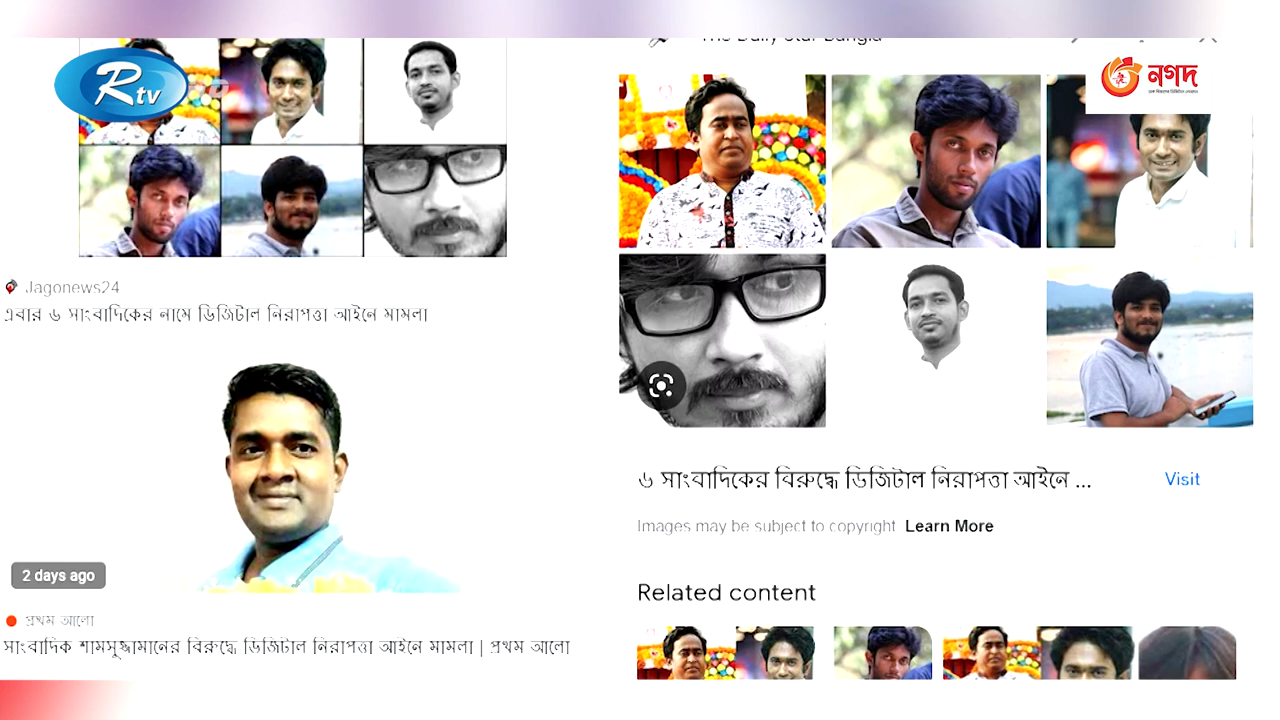 Rtv
নগদ
Jagonews24
এবার ৬ সাংবাদিকের নামে ডিজিটাল নিরাপত্তা আইনে মামলা
2 days ago
প্রথম আলো
সাংবাদিক শামসুজ্জামানের বিরুদ্ধে ডিজিটাল নিরাপত্তা আইনে মামলা | প্রথম আলো
The Daily Star Bangla
৬ সাংবাদিকের বিরুদ্ধে ডিজিটাল নিরাপত্তা আইনে ...
Visit
Images may be subject to copyright Learn More
Related content